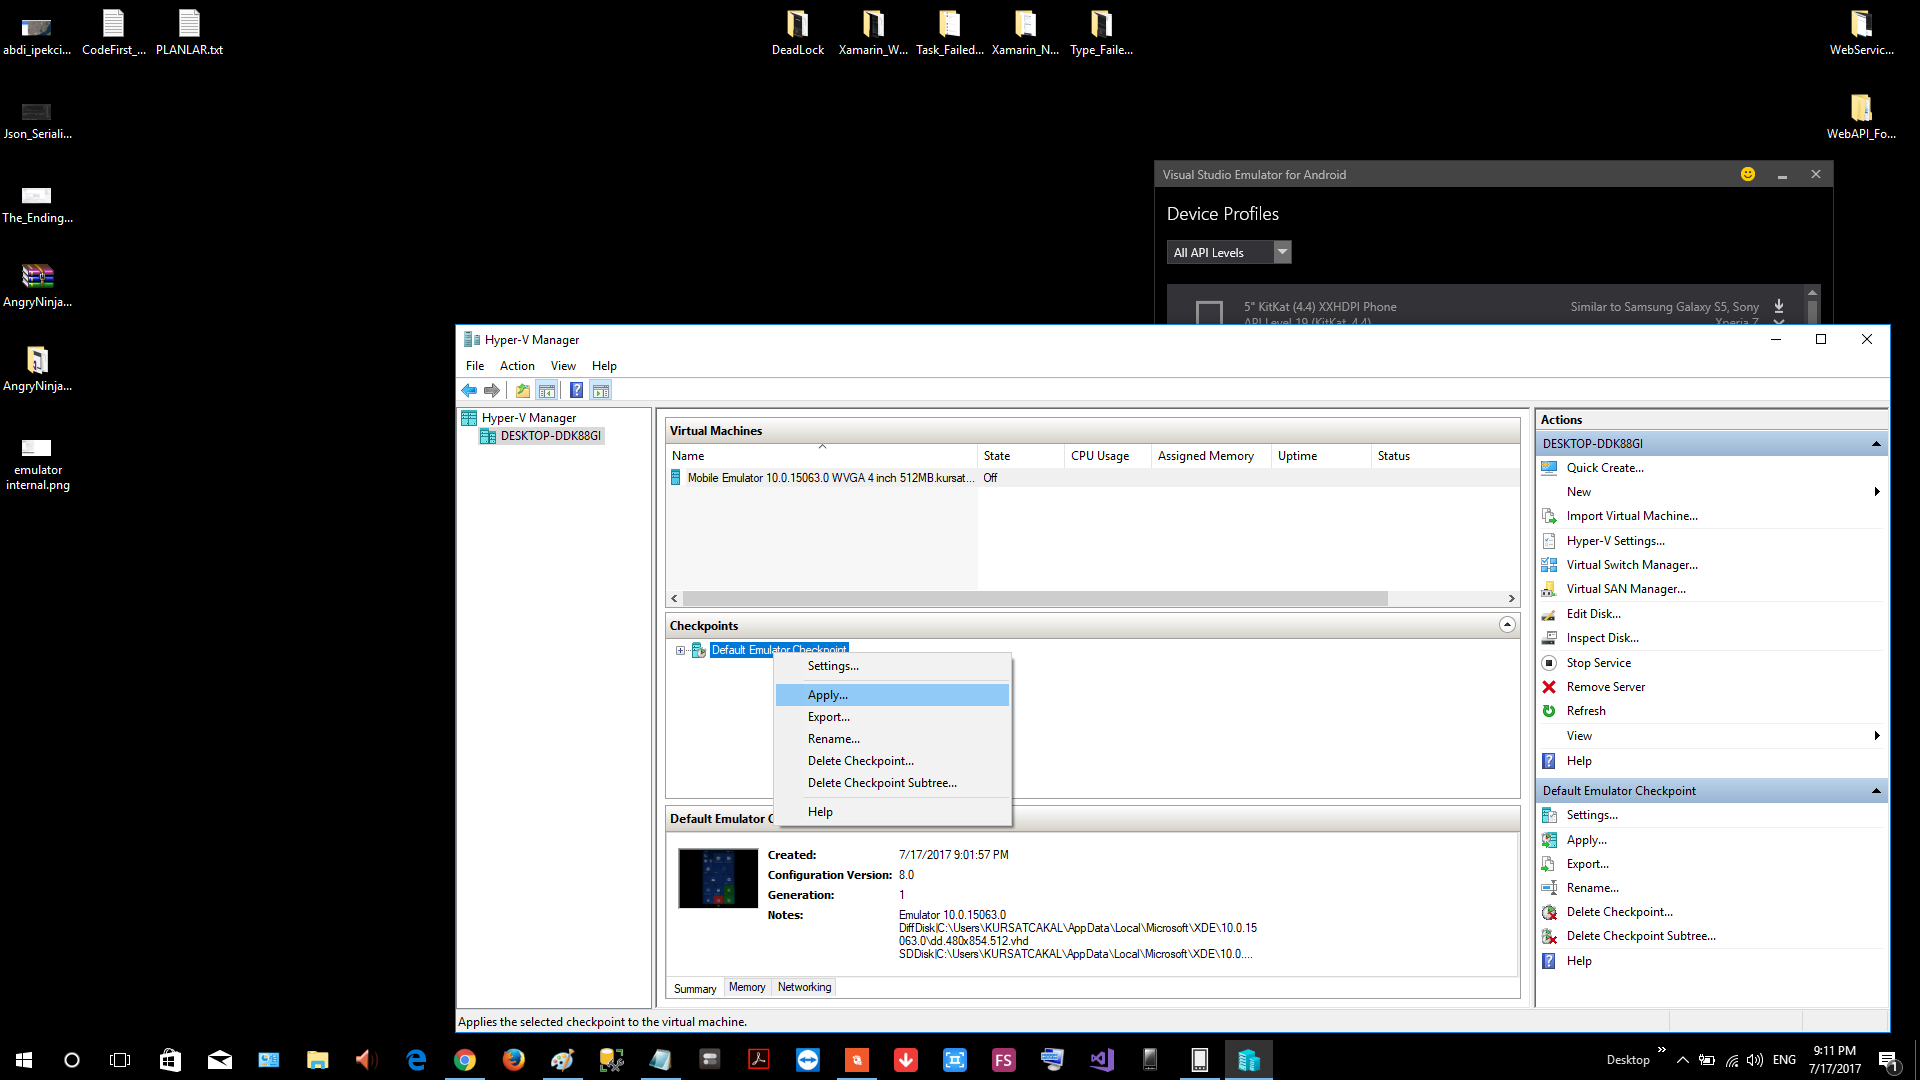 abdi_ipekci...
CodeFirst_...
PLANLAR.txt
DeadLock
Xamarin_W...
Task_Failed...
Xamarin_N...
Type_Faile...
WebServic...
Json_Seriali...
WebAPI_Fo...
The_Ending...
AngryNinja...
AngryNinja...
emulator
internal.png
Visual Studio Emulator for Android
Device Profiles
All API Levels
5" KitKat (4.4) XXHDPI Phone
Similar to Samsung Galaxy S5, Sony
API Level 19 (KitKat, 4.4)
Xperia Z
Hyper-V Manager
File Action View Help
Hyper-V Manager
DESKTOP-DDK88GI
Virtual Machines
Name State CPU Usage Assigned Memory Uptime Status
Mobile Emulator 10.0.15063.0 WVGA 4 inch 512MB.kursat... Off
Checkpoints
Default Emulator Checkpoint
Settings...
Apply...
Export...
Rename...
Delete Checkpoint...
Delete Checkpoint Subtree...
Help
Default Emulator C
Created: 7/17/2017 9:01:57 PM
Configuration Version: 8.0
Generation: 1
Notes: Emulator 10.0.15063.0
DiffDisk|C:\Users\KURSATCAKAL\AppData\Local\Microsoft\XDE\10.0.15
063.0\dd.480x854.512.vhd
SDDisk|C:\Users\KURSATCAKAL\AppData\Local\Microsoft\XDE\10.0....
Summary Memory Networking
Actions
DESKTOP-DDK88GI
Quick Create...
New
Import Virtual Machine...
Hyper-V Settings...
Virtual Switch Manager...
Virtual SAN Manager...
Edit Disk...
Inspect Disk...
Stop Service
Remove Server
Refresh
View
Help
Default Emulator Checkpoint
Settings...
Apply...
Export...
Rename...
Delete Checkpoint...
Delete Checkpoint Subtree...
Help
Applies the selected checkpoint to the virtual machine.
FS
Desktop
ENG
9:11 PM
7/17/2017
1